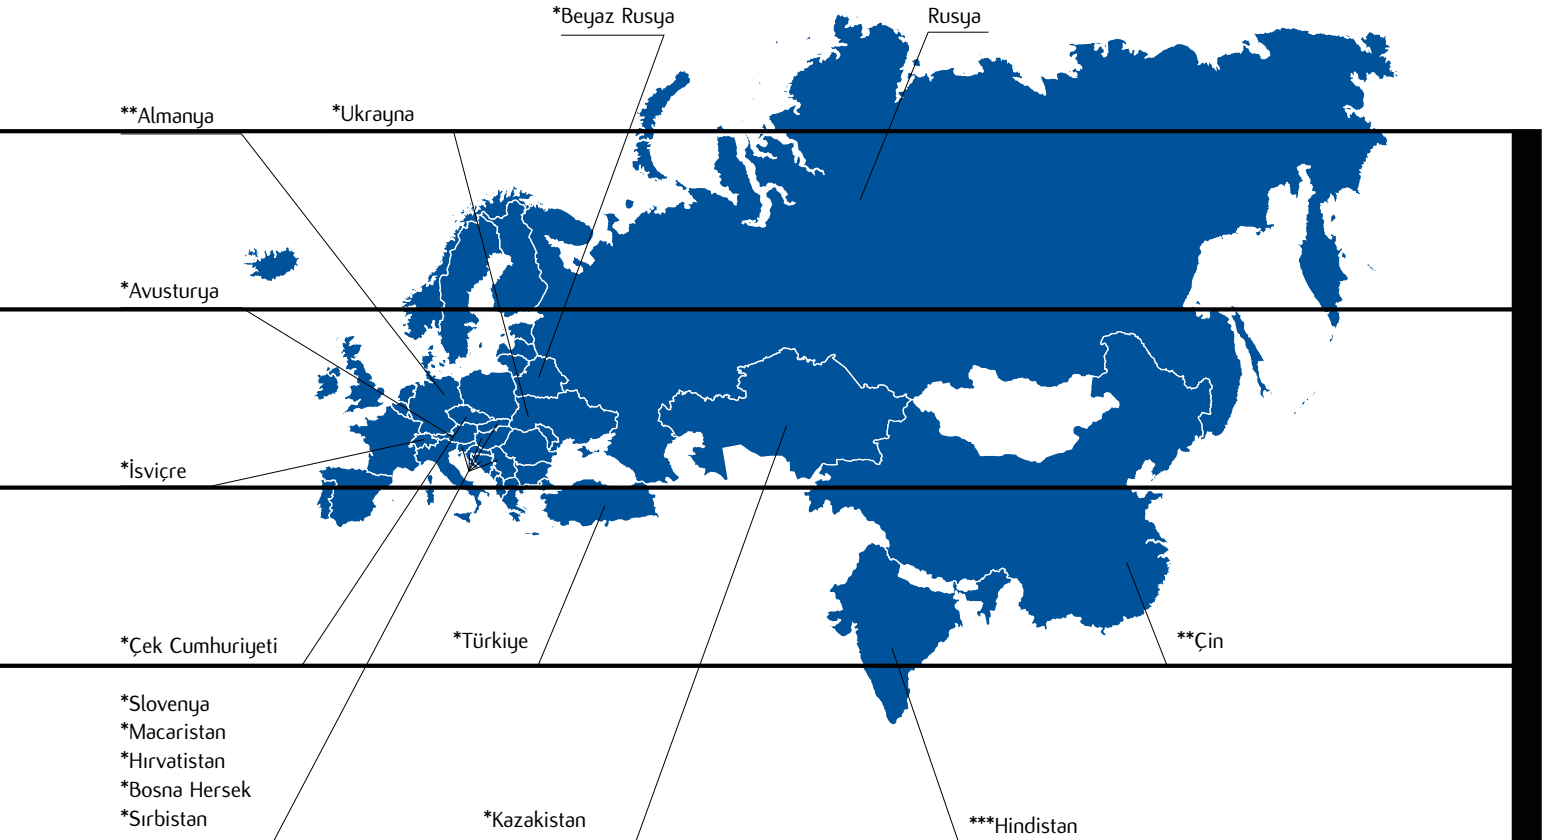 *Beyaz Rusya
Rusya
**Almanya
*Ukrayna
*Avusturya
*İsviçre
*Çek Cumhuriyeti
*Türkiye
**Çin
*Slovenya
*Macaristan
*Hırvatistan
*Bosna Hersek
*Sırbistan
*Kazakistan
***Hindistan